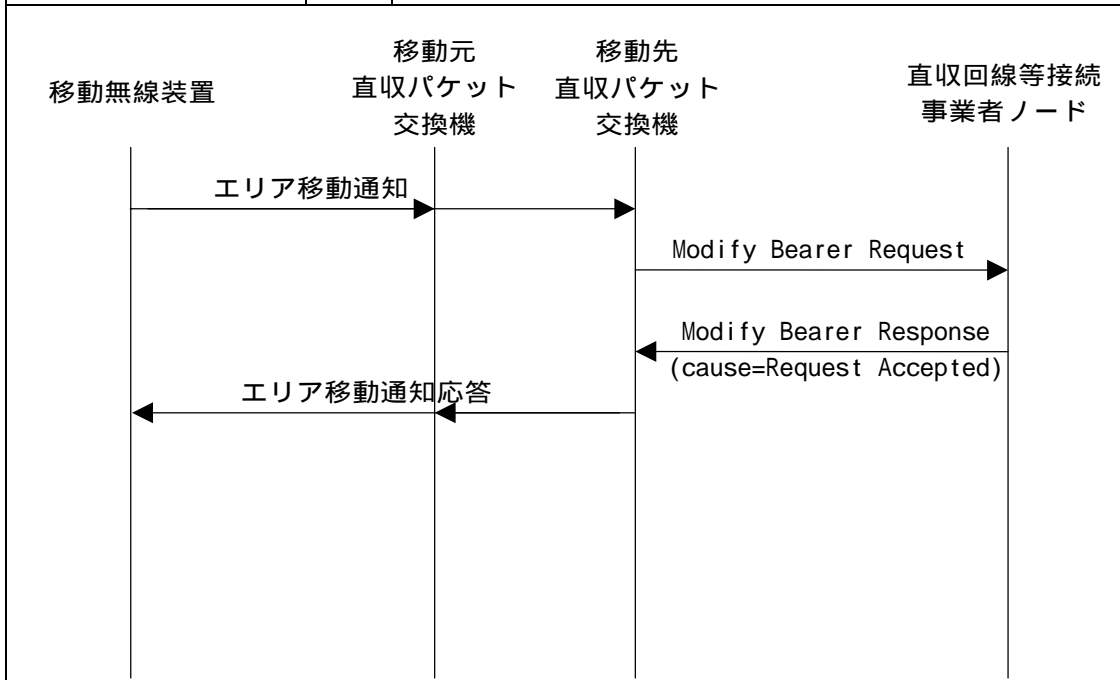 移動無線装置
移動元
直収パケット
交換機
移動先
直収パケット
交換機
直収回線等接続
事業者ノード
エリア移動通知
Modify Bearer Request
Modify Bearer Response
(cause=Request Accepted)
エリア移動通知応答